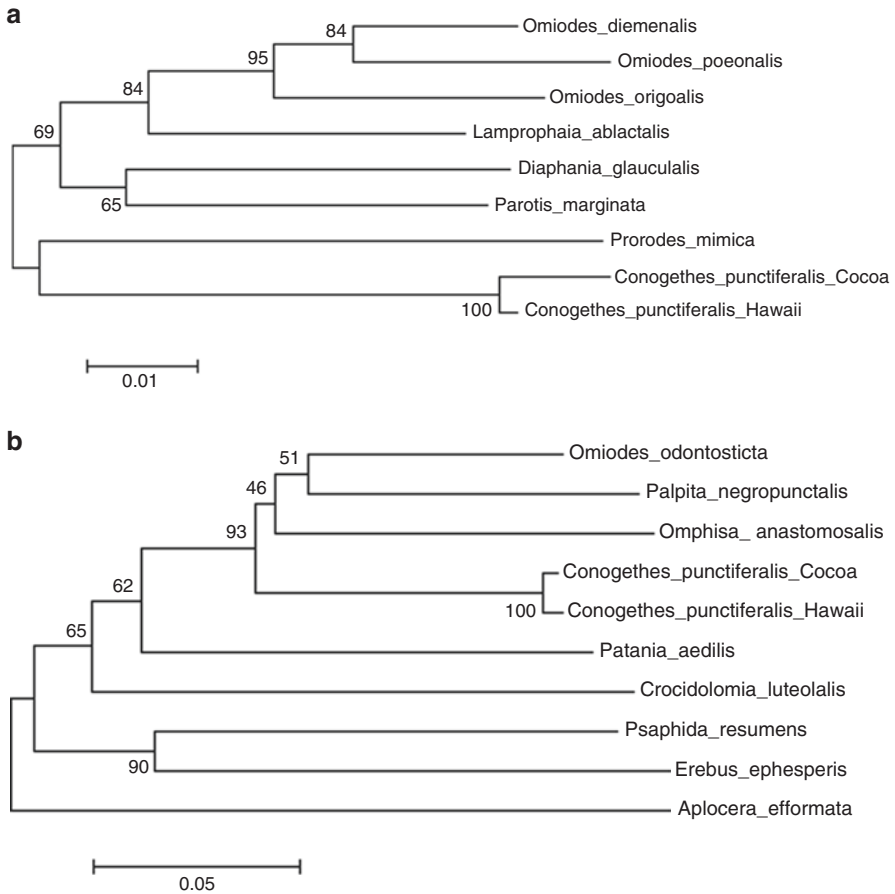 a
84
Omiodes_diemenalis
95
Omiodes_poeonalis
84
Omiodes_origoalis
69
Lamprophaia_ablactalis
Diaphania_glauculalis
65
Parotis_marginata
Prorodes_mimica
Conogethes_punctiferalis_Cocoa
100
Conogethes_punctiferalis_Hawaii
0.01
b
51
Omiodes_odontosticta
46
Palpita_negropunctalis
93
Omphisa_ anastomosalis
62
Conogethes_punctiferalis_Cocoa
100
Conogethes_punctiferalis_Hawaii
65
Patania_aedilis
Crocidolomia_luteolalis
Psaphida_resumens
90
Erebus_ephesperis
Aplocera_efformata
0.05